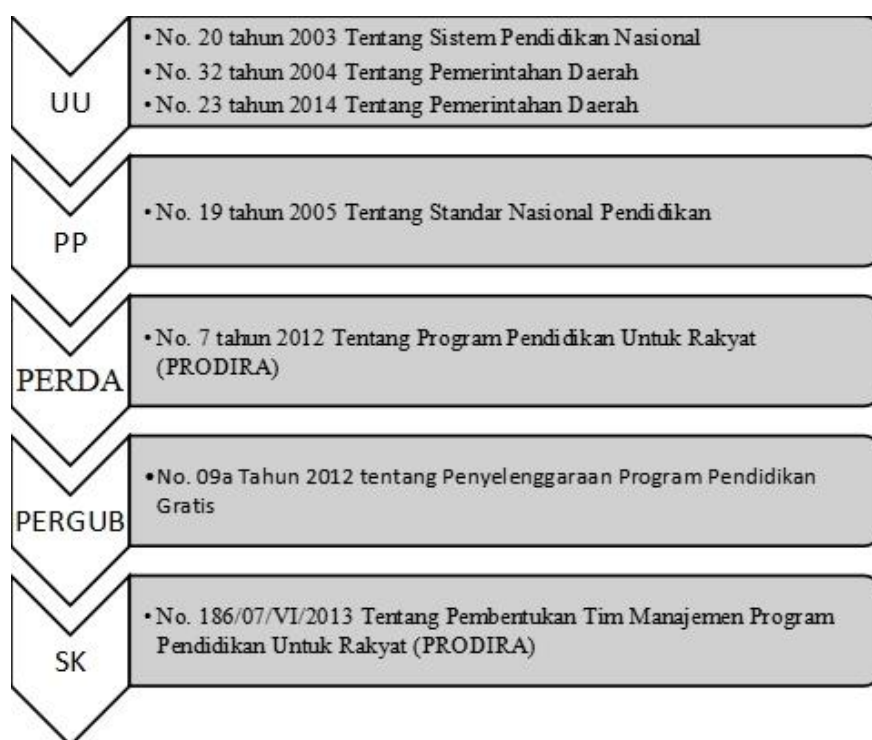 UU
• No. 20 tahun 2003 Tentang Sistem Pendidikan Nasional
• No. 32 tahun 2004 Tentang Pemerintahan Daerah
• No. 23 tahun 2014 Tentang Pemerintahan Daerah
PP
• No. 19 tahun 2005 Tentang Standar Nasional Pendidikan
PERDA
• No. 7 tahun 2012 Tentang Program Pendidikan Untuk Rakyat
(PRODIRA)
PERGUB
• No. 09a Tahun 2012 tentang Penyelenggaraan Program Pendidikan
Gratis
SK
• No. 186/07/VI/2013 Tentang Pembentukan Tim Manajemen Program
Pendidikan Untuk Rakyat (PRODIRA)